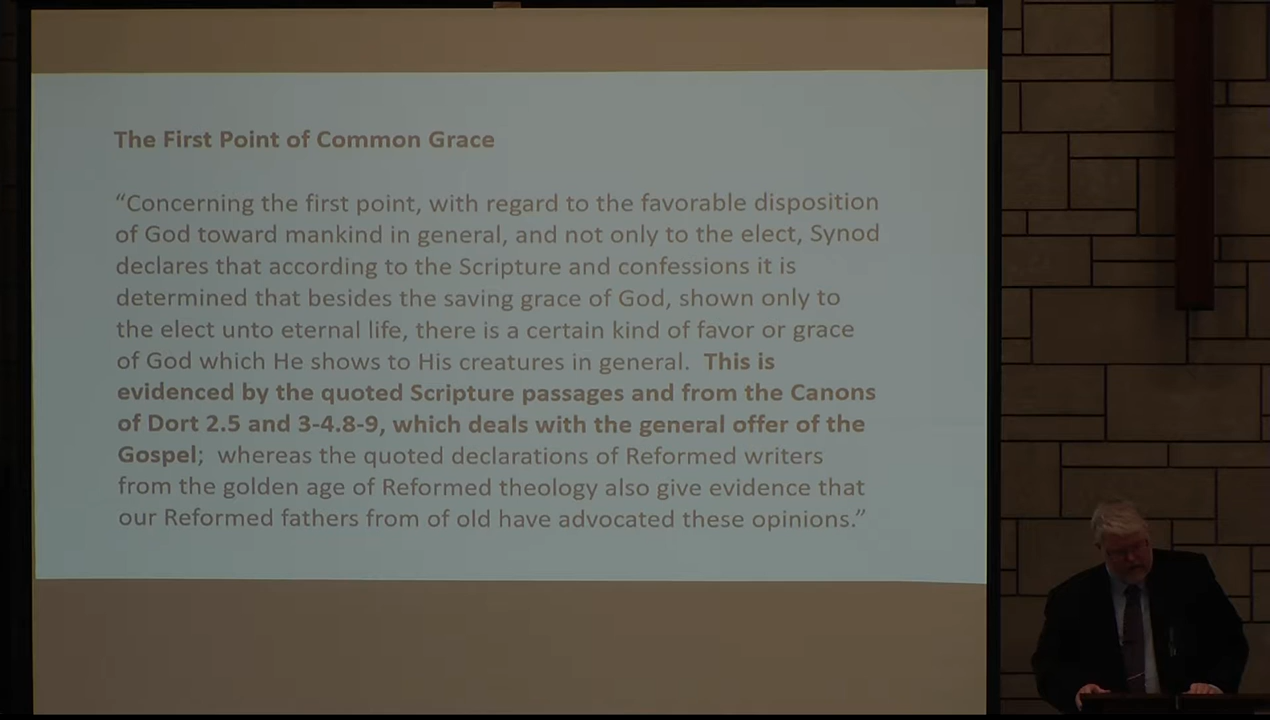 The First Point of Common Grace
“Concerning the first point, with regard to the favorable disposition
of God toward mankind in general, and not only to the elect, Synod
declares that according to the Scripture and confessions it is
determined that besides the saving grace of God, shown only to
the elect unto eternal life, there is a certain kind of favor or grace
of God which He shows to His creatures in general.  This is
evidenced by the quoted Scripture passages and from the Canons
of Dort 2.5 and 3-4.8-9, which deals with the general offer of the
Gospel;  whereas the quoted declarations of Reformed writers
from the golden age of Reformed theology also give evidence that
our Reformed fathers from of old have advocated these opinions.”